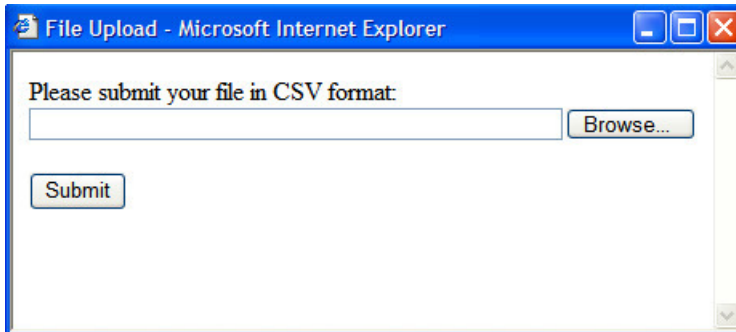 File Upload - Microsoft Internet Explorer
Please submit your file in CSV format:
Browse...
Submit